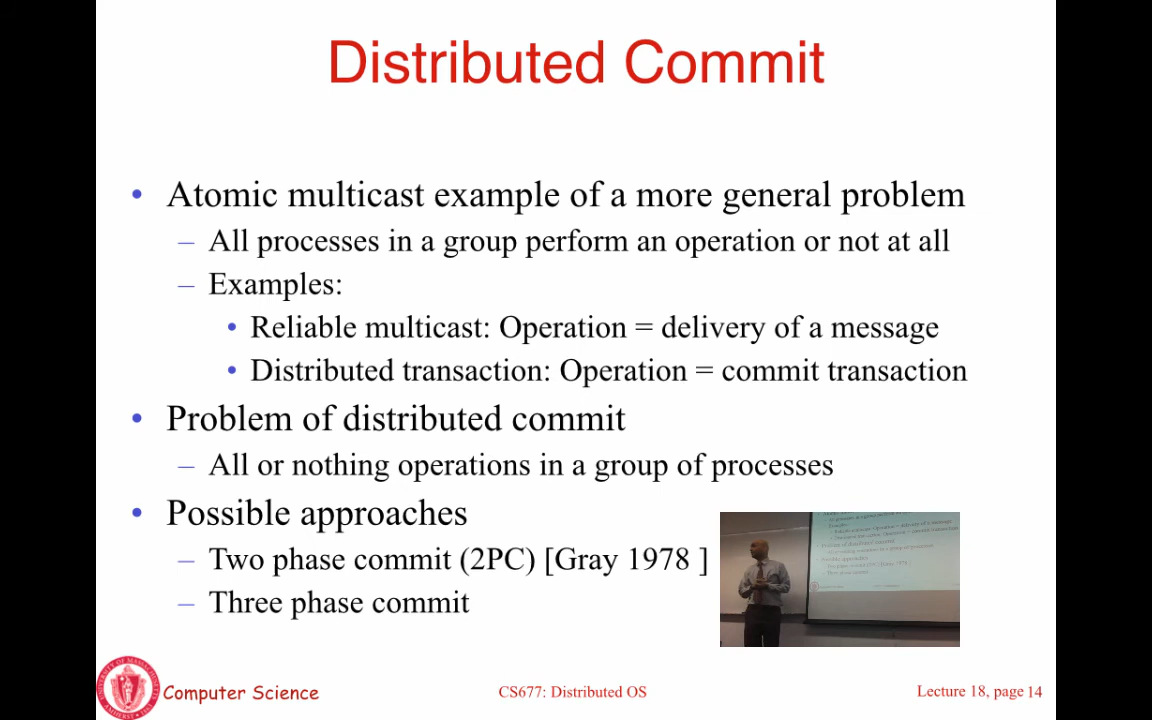 Distributed Commit
• Atomic multicast example of a more general problem
– All processes in a group perform an operation or not at all
– Examples:
• Reliable multicast: Operation = delivery of a message
• Distributed transaction: Operation = commit transaction
• Problem of distributed commit
– All or nothing operations in a group of processes
• Possible approaches
– Two phase commit (2PC) [Gray 1978 ]
– Three phase commit
Computer Science
CS677: Distributed OS
Lecture 18, page 14